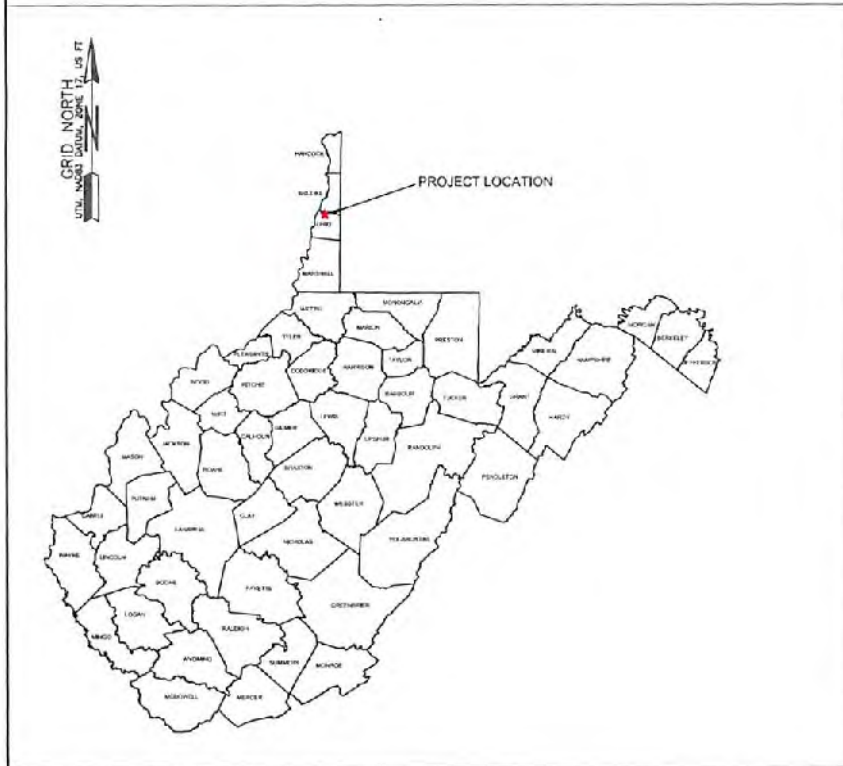 GRID NORTH
UTM, NAD83 DATUM, ZONE 17, US FT
N
HANCOCK
PROJECT LOCATION
BROOKE
OHIO
MARSHALL
WETZEL
MONONGALIA
MARION
PRESTON
TYLER
PLEASANTS
TAYLOR
MORGAN
BERKELEY
JEFFERSON
MINERAL
HAMPSHIRE
WOOD
RITCHIE
DODDRIDGE
HARRISON
BARBOUR
TUCKER
GRANT
HARDY
WIRT
LEWIS
UPSHUR
RANDOLPH
CALHOUN
GILMER
JACKSON
ROANE
MASON
BRAXTON
PENDLETON
PUTNAM
WEBSTER
CABELL
KANAWHA
CLAY
POCAHONTAS
WAYNE
LINCOLN
NICHOLAS
BOONE
FAYETTE
GREENBRIER
LOGAN
RALEIGH
MINGO
WYOMING
SUMMERS
MONROE
MCDOWELL
MERCER